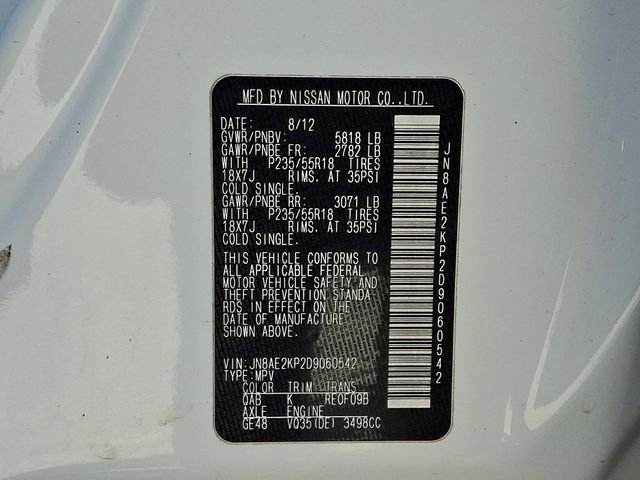 MFD BY NISSAN MOTOR CO.,LTD.
DATE: 8/12
GVWR/PNBV: 5818 LB
GAWR/PNBE FR: 2782 LB
WITH P235/55R18 TIRES
18X7J RIMS. AT 35PSI
COLD SINGLE.
GAWR/PNBE RR: 3071 LB
WITH P235/55R18 TIRES
18X7J RIMS. AT 35PSI
COLD SINGLE.
THIS VEHICLE CONFORMS TO
ALL APPLICABLE FEDERAL
MOTOR VEHICLE SAFETY AND
THEFT PREVENTION STANDA
RDS IN EFFECT ON THE
DATE OF MANUFACTURE
SHOWN ABOVE.
VIN:JN8AE2KP2D9060542
TYPE:MPV
COLOR TRIM TRANS
QAB K RE0F09B
AXLE ENGINE
GE48 VQ35(DE) 3498CC
JN8AE2KP2D9060542